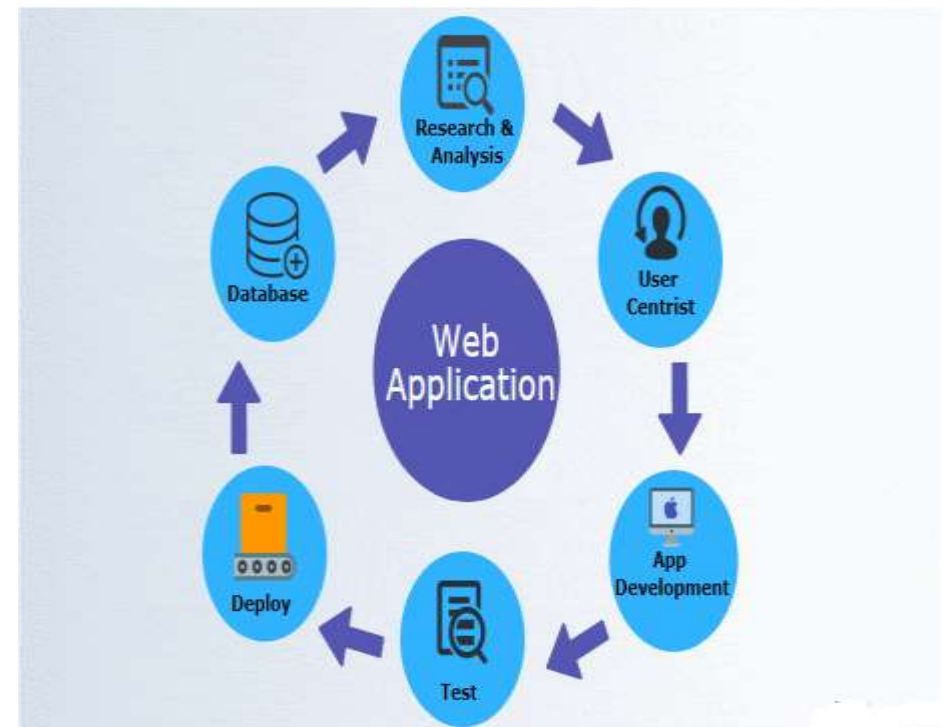 Research &
Analysis
User
Centrist
App
Development
Test
Deploy
Database
Web
Application